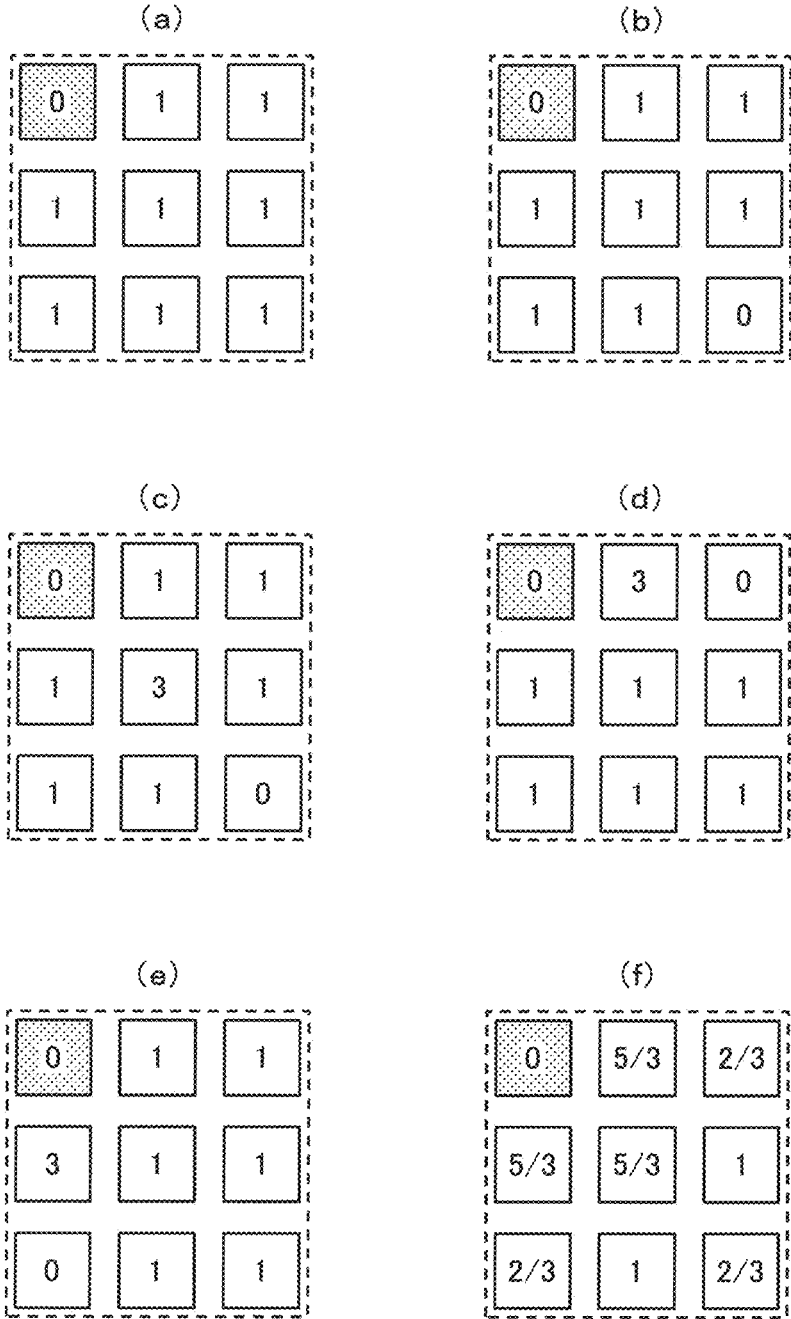 (a) (b)
0 1 1 0 1 1
1 1 1 1 1 1
1 1 1 1 1 0
(c) (d)
0 1 1 0 3 0
1 3 1 1 1 1
1 1 0 1 1 1
(e) (f)
0 1 1 0 5/3 2/3
3 1 1 5/3 5/3 1
0 1 1 2/3 1 2/3